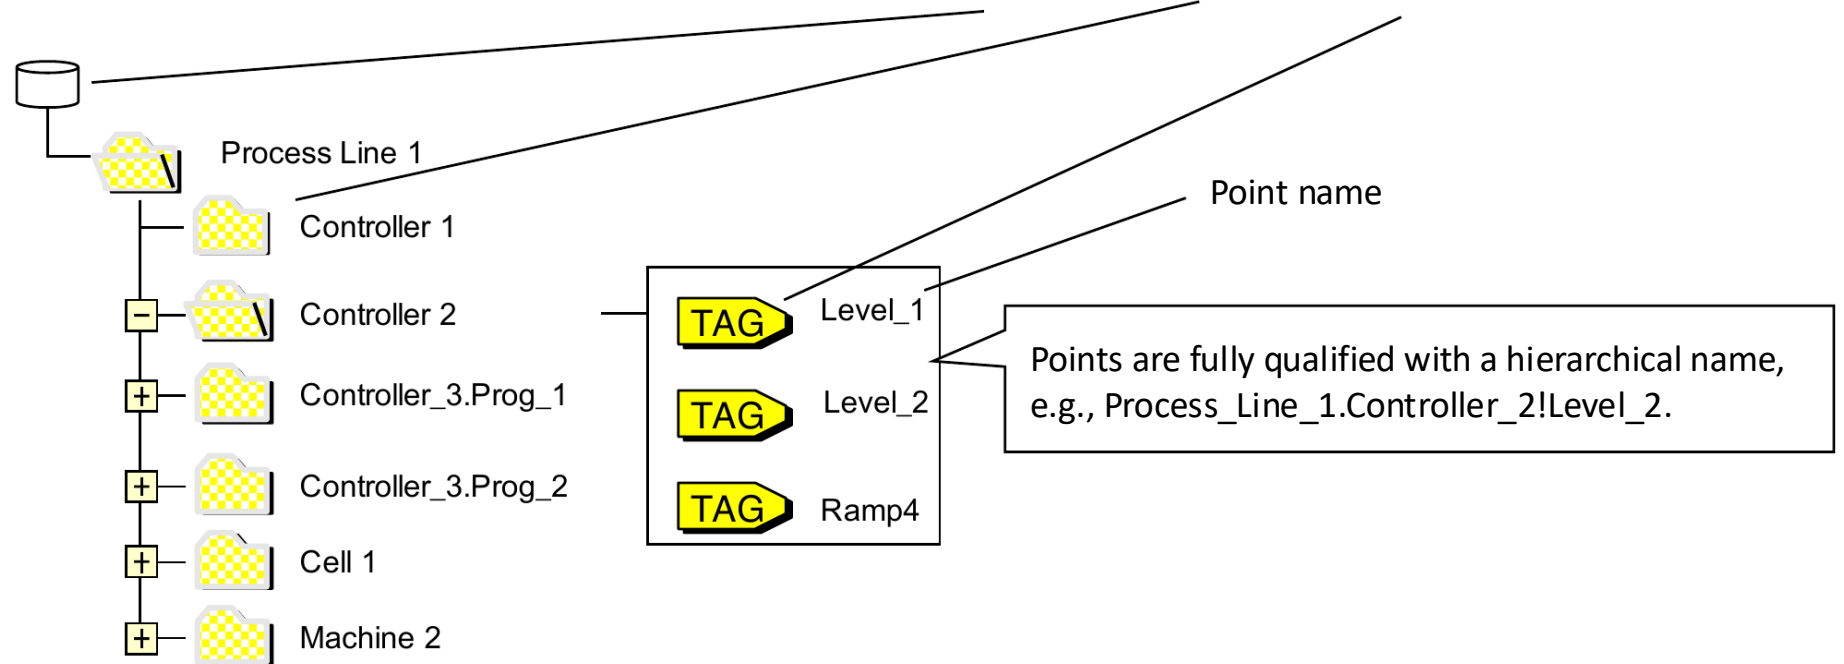 Process Line 1
Point name
Controller 1
Controller 2
TAG Level_1
Points are fully qualified with a hierarchical name,
e.g., Process_Line_1.Controller_2!Level_2.
Controller_3.Prog_1
TAG Level_2
Controller_3.Prog_2
TAG Ramp4
Cell 1
Machine 2